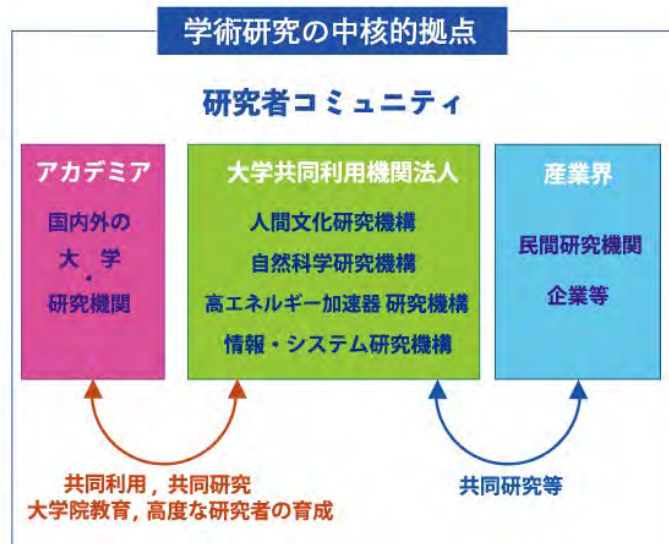 学術研究の中核的拠点
研究者コミュニティ
アカデミア
国内外の
大学・
研究機関
大学共同利用機関法人
人間文化研究機構
自然科学研究機構
高エネルギー加速器 研究機構
情報・システム研究機構
産業界
民間研究機関
企業等
共同利用, 共同研究
大学院教育, 高度な研究者の育成
共同研究等